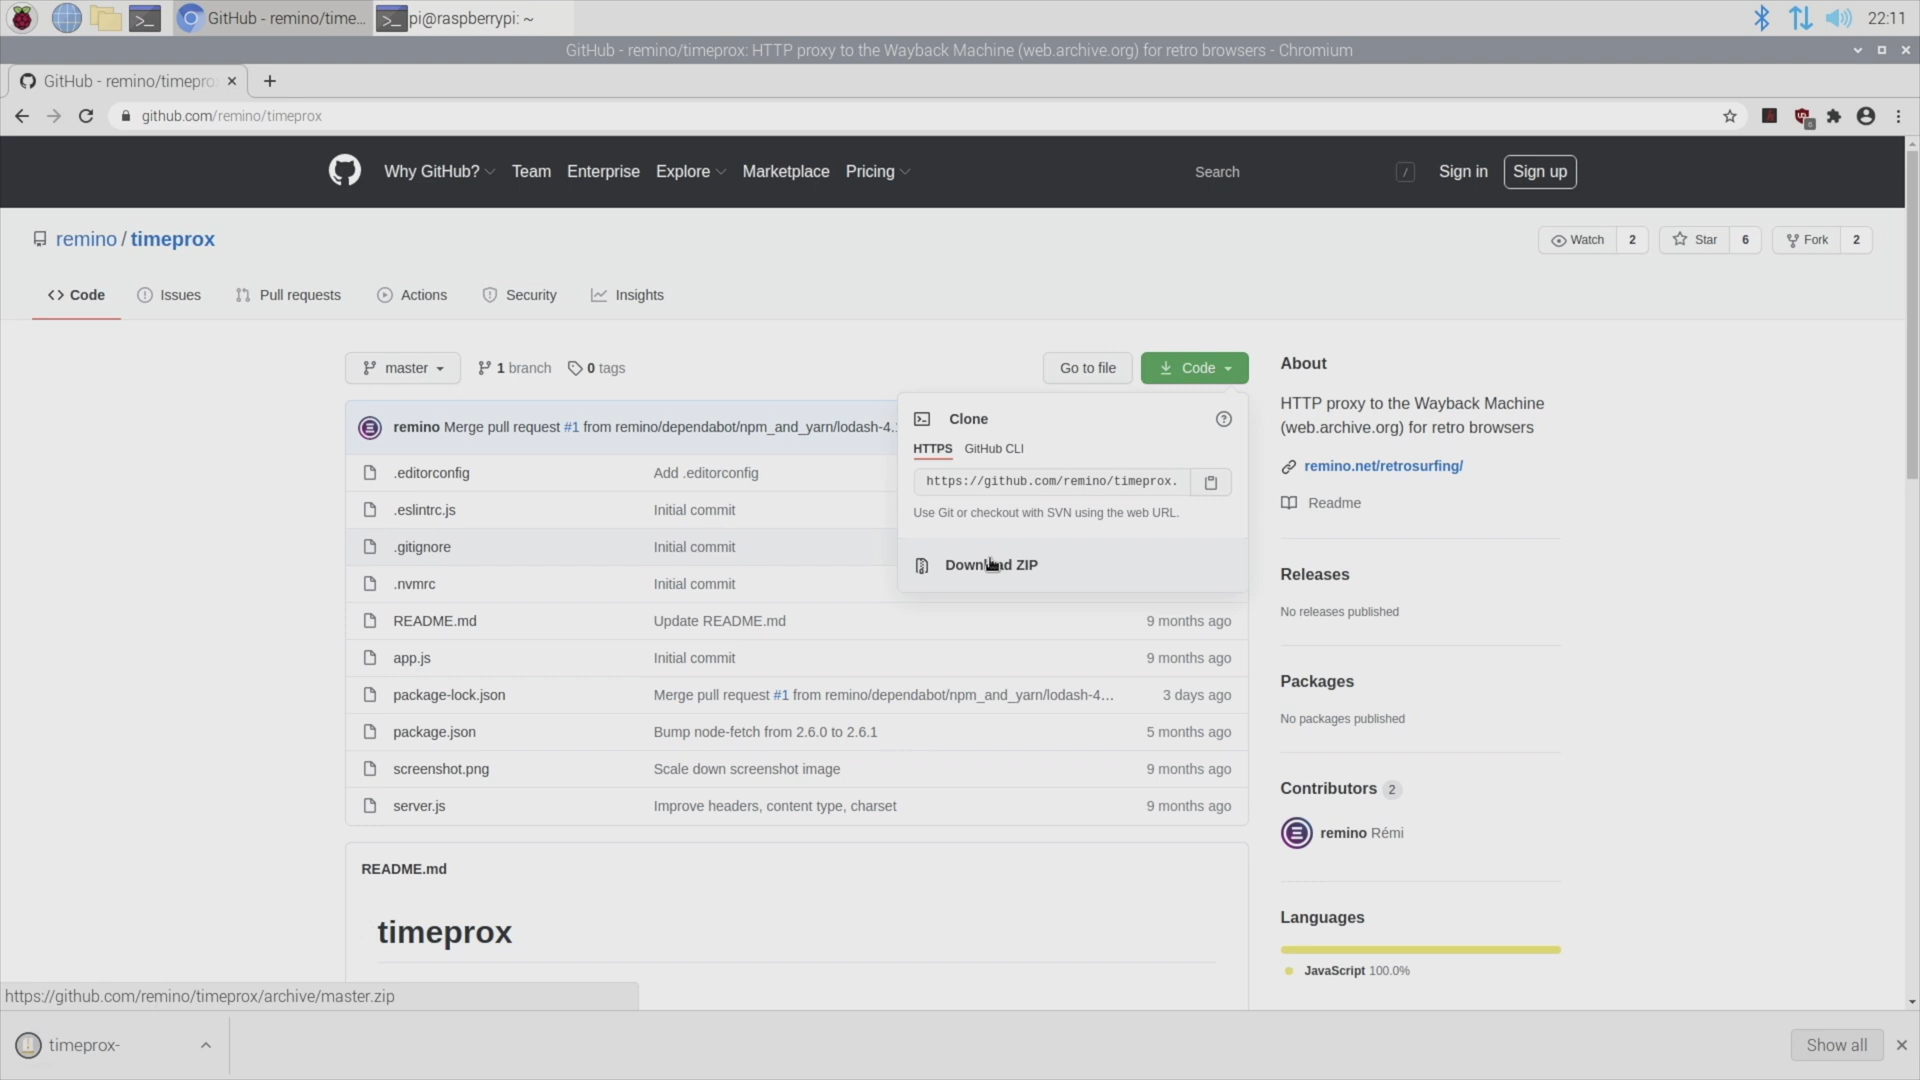 GitHub - remino/time...
pi@raspberrypi: ~
22:11
GitHub - remino/timeprox: HTTP proxy to the Wayback Machine (web.archive.org) for retro browsers - Chromium
GitHub - remino/timepro
github.com/remino/timeprox
Why GitHub? Team Enterprise Explore Marketplace Pricing Search / Sign in Sign up
remino / timeprox
Watch 2 Star 6 Fork 2
<> Code Issues Pull requests Actions Security Insights
master 1 branch 0 tags Go to file Code
remino Merge pull request #1 from remino/dependabot/npm_and_yarn/lodash-4.
.editorconfig Add .editorconfig
.eslintrc.js Initial commit
.gitignore Initial commit
.nvmrc Initial commit
README.md Update README.md 9 months ago
app.js Initial commit 9 months ago
package-lock.json Merge pull request #1 from remino/dependabot/npm_and_yarn/lodash-4... 3 days ago
package.json Bump node-fetch from 2.6.0 to 2.6.1 5 months ago
screenshot.png Scale down screenshot image 9 months ago
server.js Improve headers, content type, charset 9 months ago
Clone
HTTPS GitHub CLI
https://github.com/remino/timeprox.
Use Git or checkout with SVN using the web URL.
Download ZIP
README.md
timeprox
About
HTTP proxy to the Wayback Machine
(web.archive.org) for retro browsers
remino.net/retrosurfing/
Readme
Releases
No releases published
Packages
No packages published
Contributors 2
remino Rémi
Languages
JavaScript 100.0%
https://github.com/remino/timeprox/archive/master.zip
timeprox-
Show all